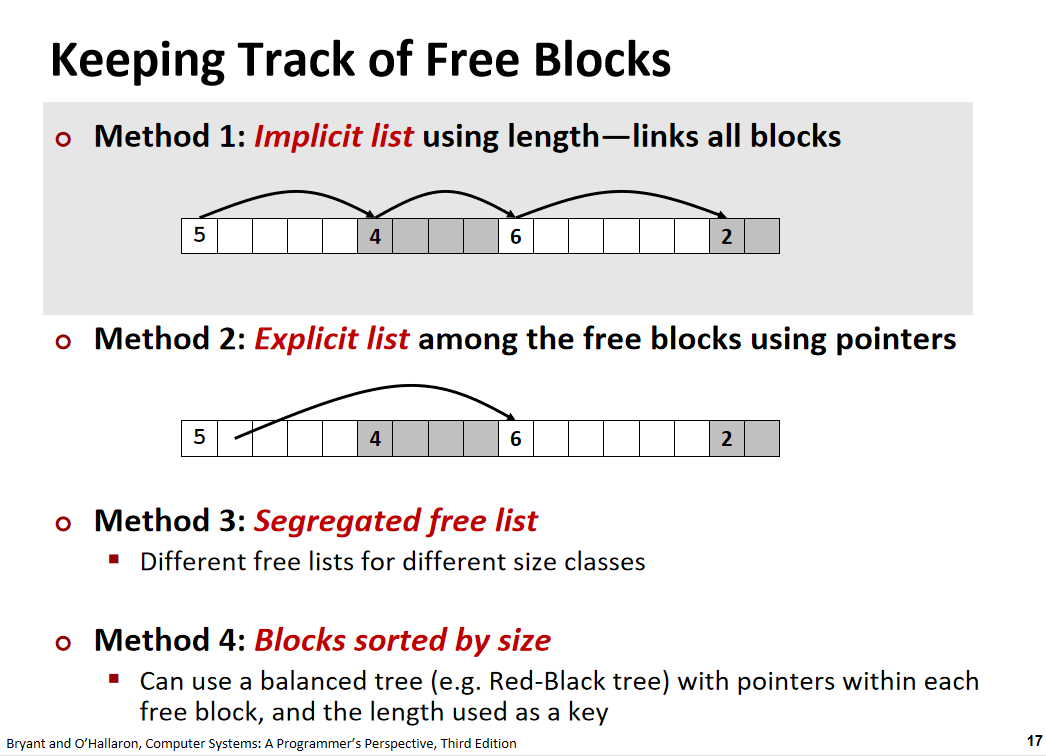 Keeping Track of Free Blocks
Method 1: Implicit list using length—links all blocks
5 4 6 2
Method 2: Explicit list among the free blocks using pointers
5 4 6 2
Method 3: Segregated free list
Different free lists for different size classes
Method 4: Blocks sorted by size
Can use a balanced tree (e.g. Red-Black tree) with pointers within each
free block, and the length used as a key
Bryant and O’Hallaron, Computer Systems: A Programmer’s Perspective, Third Edition
17